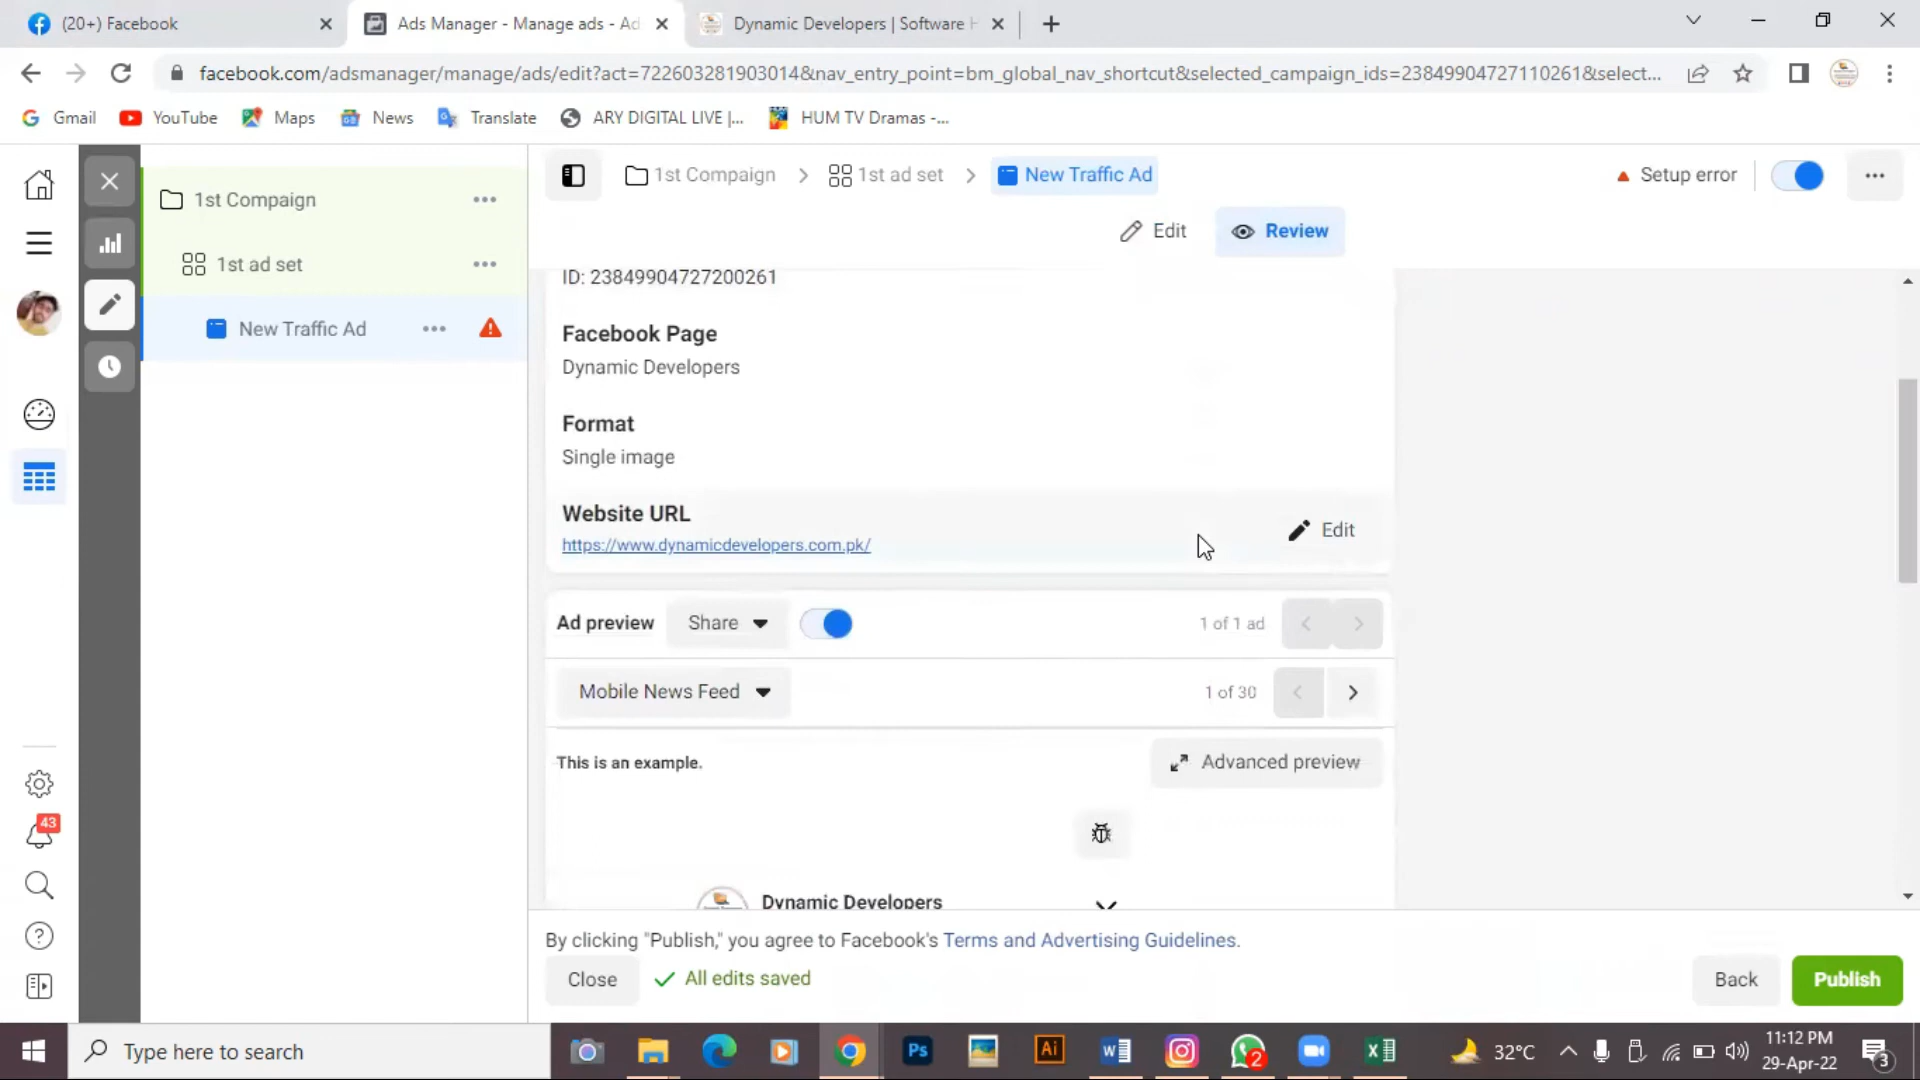 (20+) Facebook
Ads Manager - Manage ads - Ad
Dynamic Developers | Software H
facebook.com/adsmanager/manage/ads/edit?act=722603281903014&nav_entry_point=bm_global_nav_shortcut&selected_campaign_ids=23849904727110261&select...
Gmail
YouTube
Maps
News
Translate
ARY DIGITAL LIVE |...
HUM TV Dramas -...
1st Compaign
1st ad set
New Traffic Ad
1st Compaign
1st ad set
New Traffic Ad
Setup error
Edit
Review
ID: 23849904727200261
Facebook Page
Dynamic Developers
Format
Single image
Website URL
https://www.dynamicdevelopers.com.pk/
Edit
Ad preview
Share
1 of 1 ad
Mobile News Feed
1 of 30
This is an example.
Advanced preview
Dynamic Developers
43
By clicking "Publish," you agree to Facebook's Terms and Advertising Guidelines.
Close
All edits saved
Back
Publish
Type here to search
Ps
Ai
2
32°C
11:12 PM
29-Apr-22
3